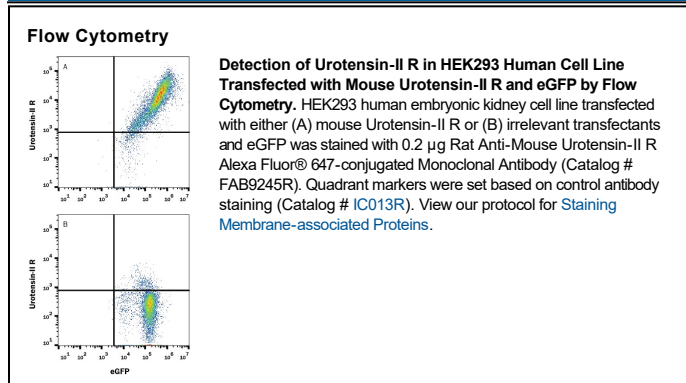 Flow Cytometry
A
Urotensin-II R
10⁶
10⁵
10⁴
10³
10²
10¹
10¹ 10² 10³ 10⁴ 10⁵ 10⁶ 10⁷
B
Urotensin-II R
10⁶
10⁵
10⁴
10³
10²
10¹
10¹ 10² 10³ 10⁴ 10⁵ 10⁶ 10⁷
eGFP
Detection of Urotensin-II R in HEK293 Human Cell Line
Transfected with Mouse Urotensin-II R and eGFP by Flow
Cytometry. HEK293 human embryonic kidney cell line transfected
with either (A) mouse Urotensin-II R or (B) irrelevant transfectants
and eGFP was stained with 0.2 µg Rat Anti-Mouse Urotensin-II R
Alexa Fluor® 647-conjugated Monoclonal Antibody (Catalog #
FAB9245R). Quadrant markers were set based on control antibody
staining (Catalog # IC013R). View our protocol for Staining
Membrane-associated Proteins.